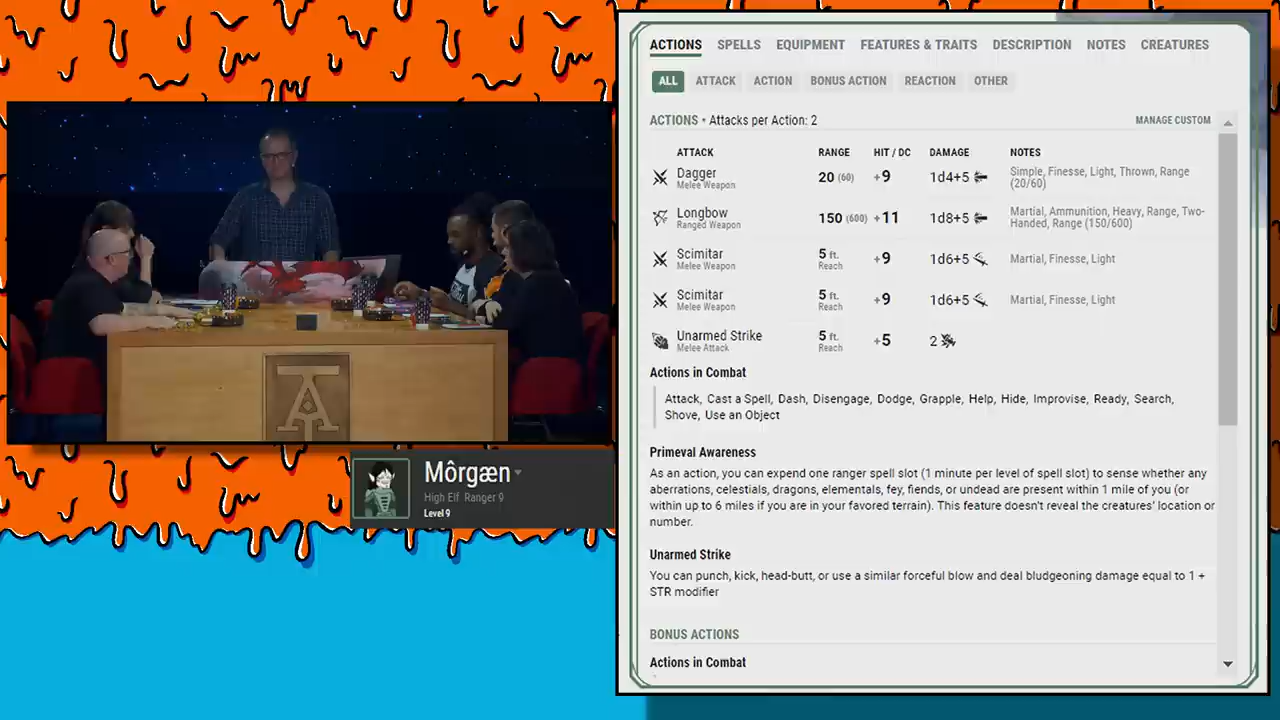 ACTIONS SPELLS EQUIPMENT FEATURES & TRAITS DESCRIPTION NOTES CREATURES
ALL ATTACK ACTION BONUS ACTION REACTION OTHER
ACTIONS • Attacks per Action: 2 MANAGE CUSTOM
ATTACK RANGE HIT / DC DAMAGE NOTES
Dagger 20 (60) +9 1d4+5 Simple, Finesse, Light, Thrown, Range
Melee Weapon (20/60)
Longbow 150 (600) +11 1d8+5 Martial, Ammunition, Heavy, Range, Two-
Ranged Weapon Handed, Range (150/600)
Scimitar 5 ft. +9 1d6+5 Martial, Finesse, Light
Melee Weapon Reach
Scimitar 5 ft. +9 1d6+5 Martial, Finesse, Light
Melee Weapon Reach
Unarmed Strike 5 ft. +5 2
Melee Attack Reach
Actions in Combat
Attack, Cast a Spell, Dash, Disengage, Dodge, Grapple, Help, Hide, Improvise, Ready, Search,
Shove, Use an Object
Primeval Awareness
As an action, you can expend one ranger spell slot (1 minute per level of spell slot) to sense whether any
aberrations, celestials, dragons, elementals, fey, fiends, or undead are present within 1 mile of you (or
within up to 6 miles if you are in your favored terrain). This feature doesn't reveal the creatures' location or
number.
Unarmed Strike
You can punch, kick, head-butt, or use a similar forceful blow and deal bludgeoning damage equal to 1 +
STR modifier
BONUS ACTIONS
Actions in Combat
Môrgæn
High Elf Ranger 9
Level 9